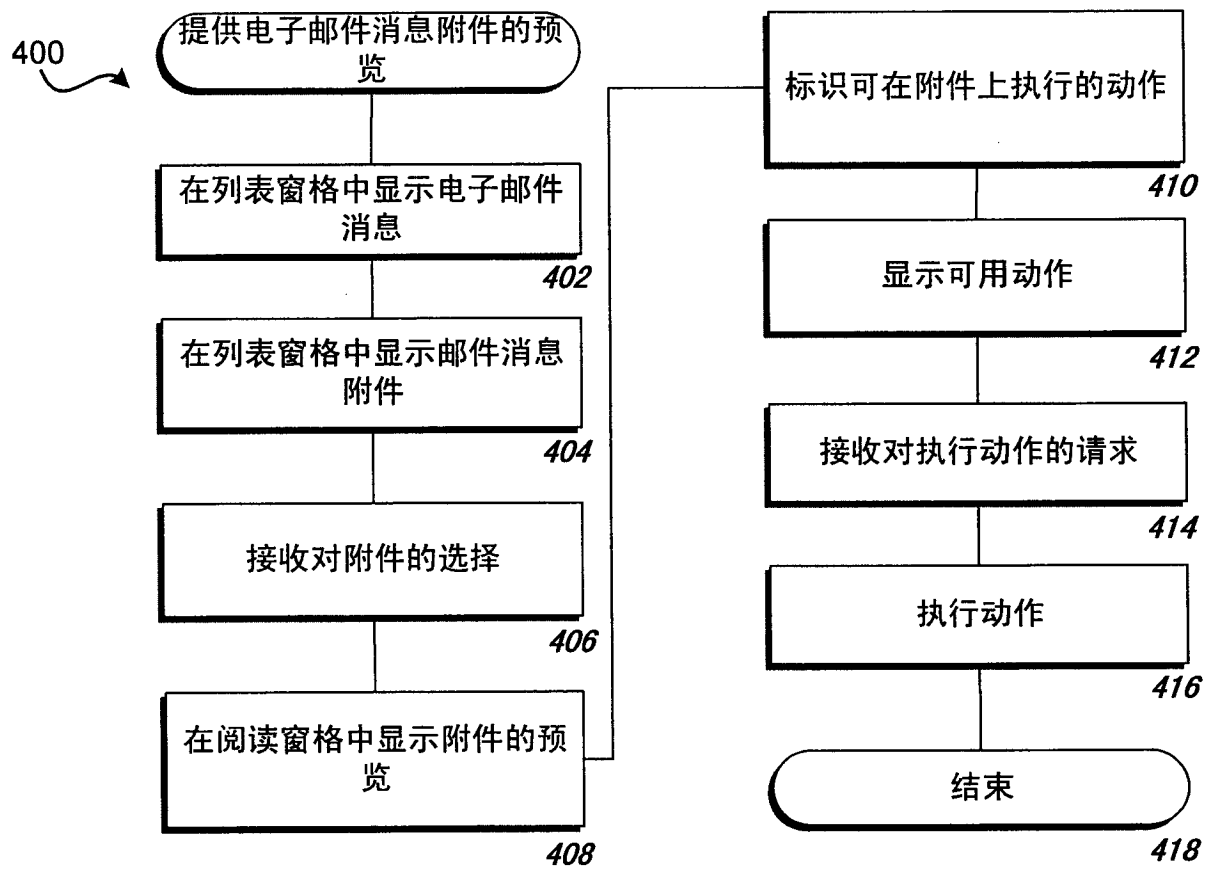 400
提供电子邮件消息附件的预
览
在列表窗格中显示电子邮件
消息
402
在列表窗格中显示邮件消息
附件
404
接收对附件的选择
406
在阅读窗格中显示附件的预
览
408
标识可在附件上执行的动作
410
显示可用动作
412
接收对执行动作的请求
414
执行动作
416
结束
418